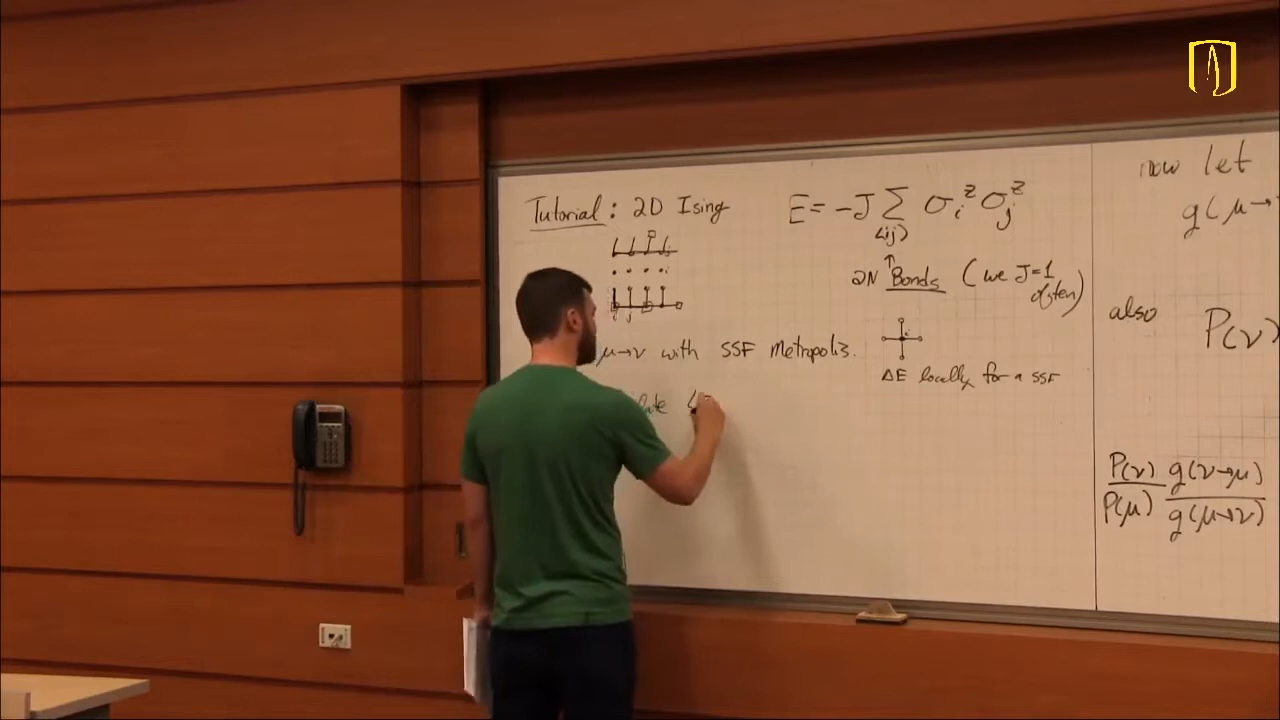 Tutorial: 2D Ising
E = -J Σ σ_i^z σ_j^z
⟨ij⟩
2N Bonds (we J=1 often)
μ→ν with SSF Metropolis.
ΔE locally for a SSF
now let
g(μ→
also P(ν)
P(ν) g(ν→μ)
P(μ) g(μ→ν)